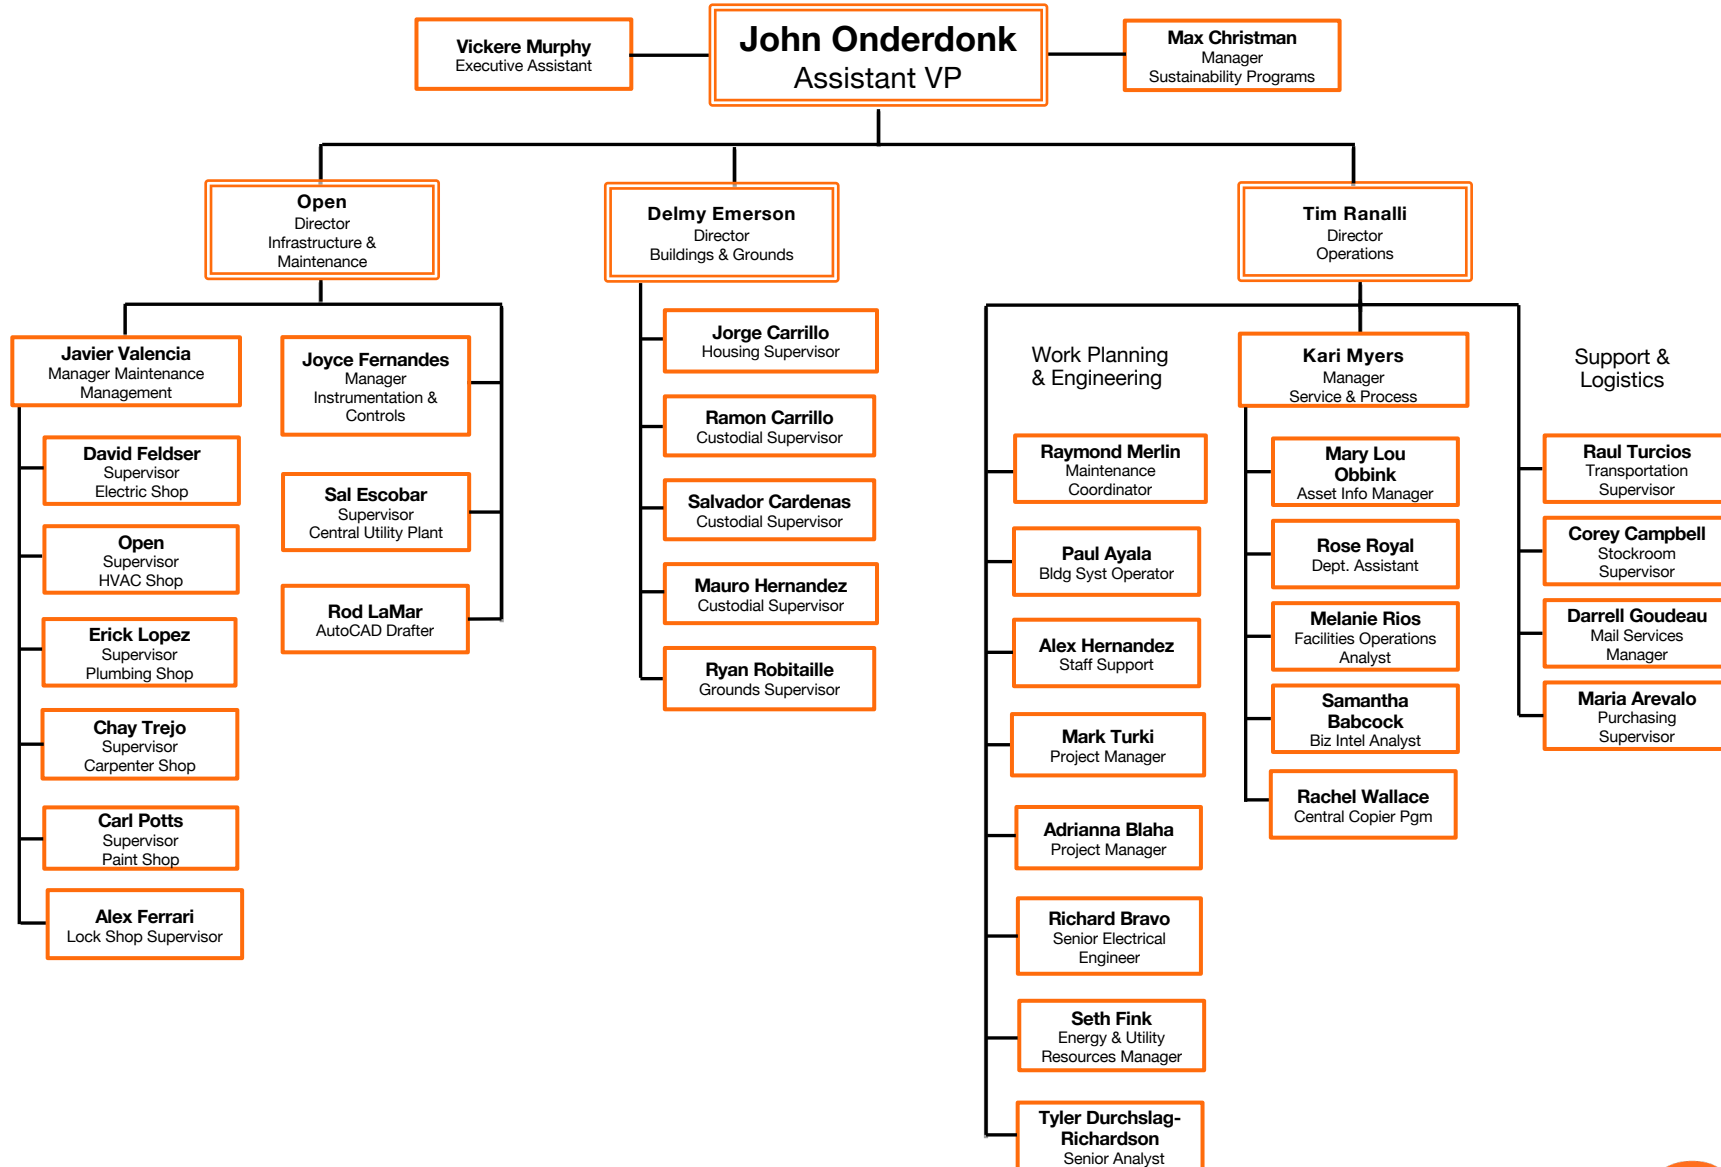 Vickere Murphy
Executive Assistant
John Onderdonk
Assistant VP
Max Christman
Manager
Sustainability Programs
Open
Director
Infrastructure &
Maintenance
Delmy Emerson
Director
Buildings & Grounds
Tim Ranalli
Director
Operations
Javier Valencia
Manager Maintenance
Management
David Feldser
Supervisor
Electric Shop
Open
Supervisor
HVAC Shop
Erick Lopez
Supervisor
Plumbing Shop
Chay Trejo
Supervisor
Carpenter Shop
Carl Potts
Supervisor
Paint Shop
Alex Ferrari
Lock Shop Supervisor
Joyce Fernandes
Manager
Instrumentation &
Controls
Sal Escobar
Supervisor
Central Utility Plant
Rod LaMar
AutoCAD Drafter
Jorge Carrillo
Housing Supervisor
Ramon Carrillo
Custodial Supervisor
Salvador Cardenas
Custodial Supervisor
Mauro Hernandez
Custodial Supervisor
Ryan Robitaille
Grounds Supervisor
Work Planning
& Engineering
Raymond Merlin
Maintenance
Coordinator
Paul Ayala
Bldg Syst Operator
Alex Hernandez
Staff Support
Mark Turki
Project Manager
Adrianna Blaha
Project Manager
Richard Bravo
Senior Electrical
Engineer
Seth Fink
Energy & Utility
Resources Manager
Tyler Durchslag-
Richardson
Senior Analyst
Kari Myers
Manager
Service & Process
Mary Lou
Obbink
Asset Info Manager
Rose Royal
Dept. Assistant
Melanie Rios
Facilities Operations
Analyst
Samantha
Babcock
Biz Intel Analyst
Rachel Wallace
Central Copier Pgm
Support &
Logistics
Raul Turcios
Transportation
Supervisor
Corey Campbell
Stockroom
Supervisor
Darrell Goudeau
Mail Services
Manager
Maria Arevalo
Purchasing
Supervisor